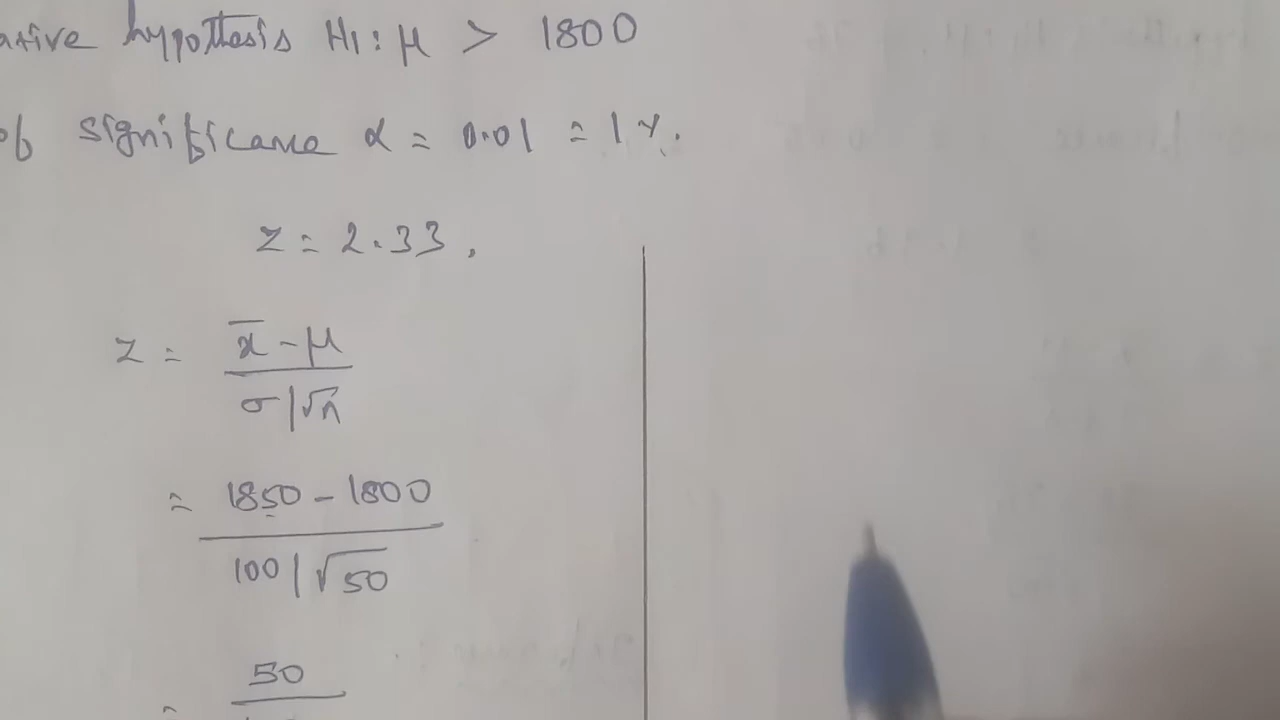 ative hypothesis H1 : μ > 1800
of significance α = 0.01 = 1%.
Z = 2.33,
Z = x̄ - μ
σ/√n
= 1850 - 1800
100/√50
= 50